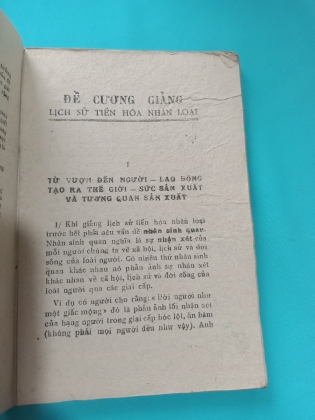 ĐỀ CƯƠNG GIẢNG
LỊCH SỬ TIẾN HÓA NHÂN LOẠI
I
TỪ VƯỢN ĐẾN NGƯỜI — LAO ĐỘNG
TẠO RA THẾ GIỚI — SỨC SẢN XUẤT
VÀ TƯƠNG QUAN SẢN XUẤT
1/ Khi giảng lịch sử tiến hóa nhân loại
trước hết phải nêu vấn đề nhân sinh quan.
Nhân sinh quan nghĩa là sự nhận xét của
mỗi người chúng ta về xã hội, lịch sử và đời
sống của loài người. Có nhiều thứ nhân sinh
quan khác nhau nó phản ảnh sự nhận xét
khác nhau về xã hội, lịch sử và đời sống của
loài người qua các giai cấp.
Ví dụ có người cho rằng: « Đời người như
một giấc mộng » đó là phản ảnh lối nhân sei
của hạng người trong giai cấp bóc lột, ăn bám
(không phải mọi người đều như vậy). Anh